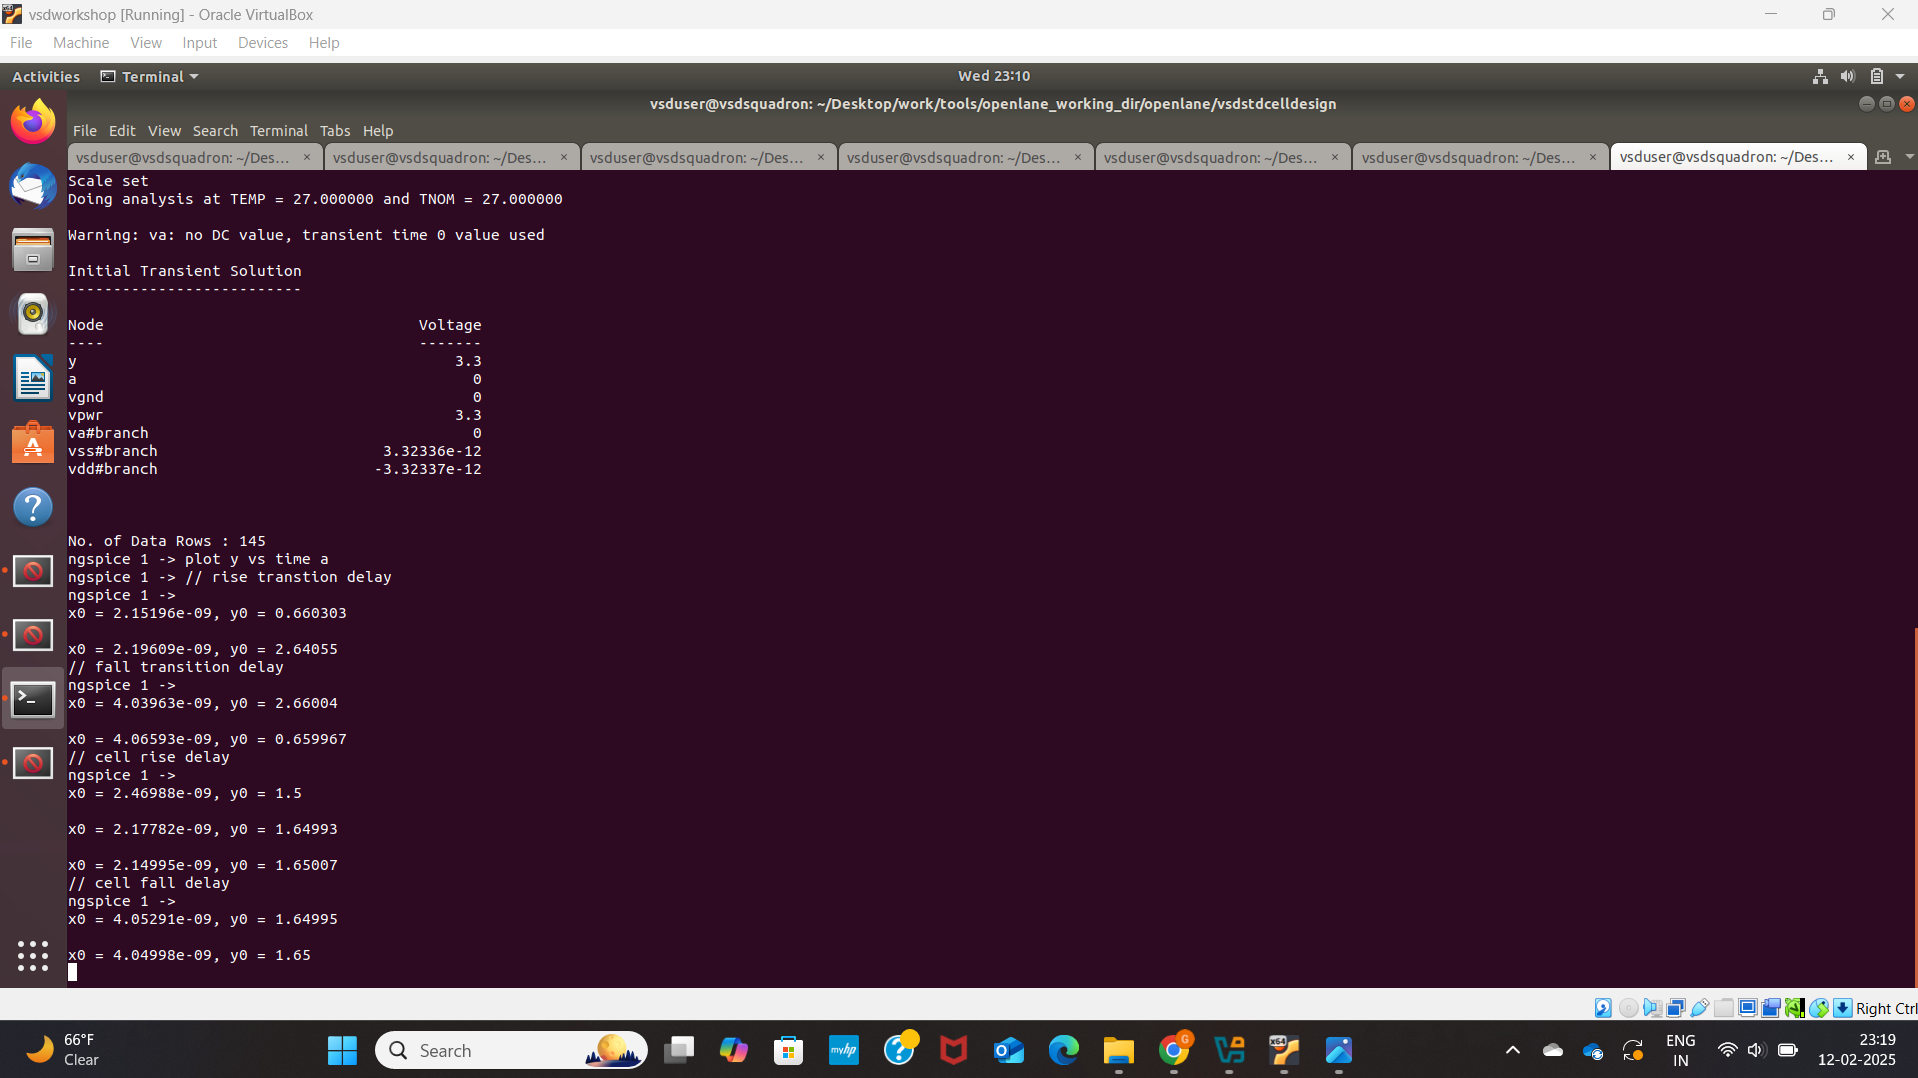 vsdworkshop [Running] - Oracle VirtualBox
File Machine View Input Devices Help
Activities Terminal Wed 23:10
vsduser@vsdsquadron: ~/Desktop/work/tools/openlane_working_dir/openlane/vsdstdcelldesign
File Edit View Search Terminal Tabs Help
vsduser@vsdsquadron: ~/Des... × vsduser@vsdsquadron: ~/Des... × vsduser@vsdsquadron: ~/Des... × vsduser@vsdsquadron: ~/Des... × vsduser@vsdsquadron: ~/Des... × vsduser@vsdsquadron: ~/Des... × vsduser@vsdsquadron: ~/Des... ×
Scale set
Doing analysis at TEMP = 27.000000 and TNOM = 27.000000
Warning: va: no DC value, transient time 0 value used
Initial Transient Solution
--------------------------
Node Voltage
---- -------
y 3.3
a 0
vgnd 0
vpwr 3.3
va#branch 0
vss#branch 3.32336e-12
vdd#branch -3.32337e-12
No. of Data Rows : 145
ngspice 1 -> plot y vs time a
ngspice 1 -> // rise transtion delay
ngspice 1 ->
x0 = 2.15196e-09, y0 = 0.660303
x0 = 2.19609e-09, y0 = 2.64055
// fall transition delay
ngspice 1 ->
x0 = 4.03963e-09, y0 = 2.66004
x0 = 4.06593e-09, y0 = 0.659967
// cell rise delay
ngspice 1 ->
x0 = 2.46988e-09, y0 = 1.5
x0 = 2.17782e-09, y0 = 1.64993
x0 = 2.14995e-09, y0 = 1.65007
// cell fall delay
ngspice 1 ->
x0 = 4.05291e-09, y0 = 1.64995
x0 = 4.04998e-09, y0 = 1.65
Right Ctrl
66°F
Clear
Search
myhp
G
x64
ENG
IN
23:19
12-02-2025